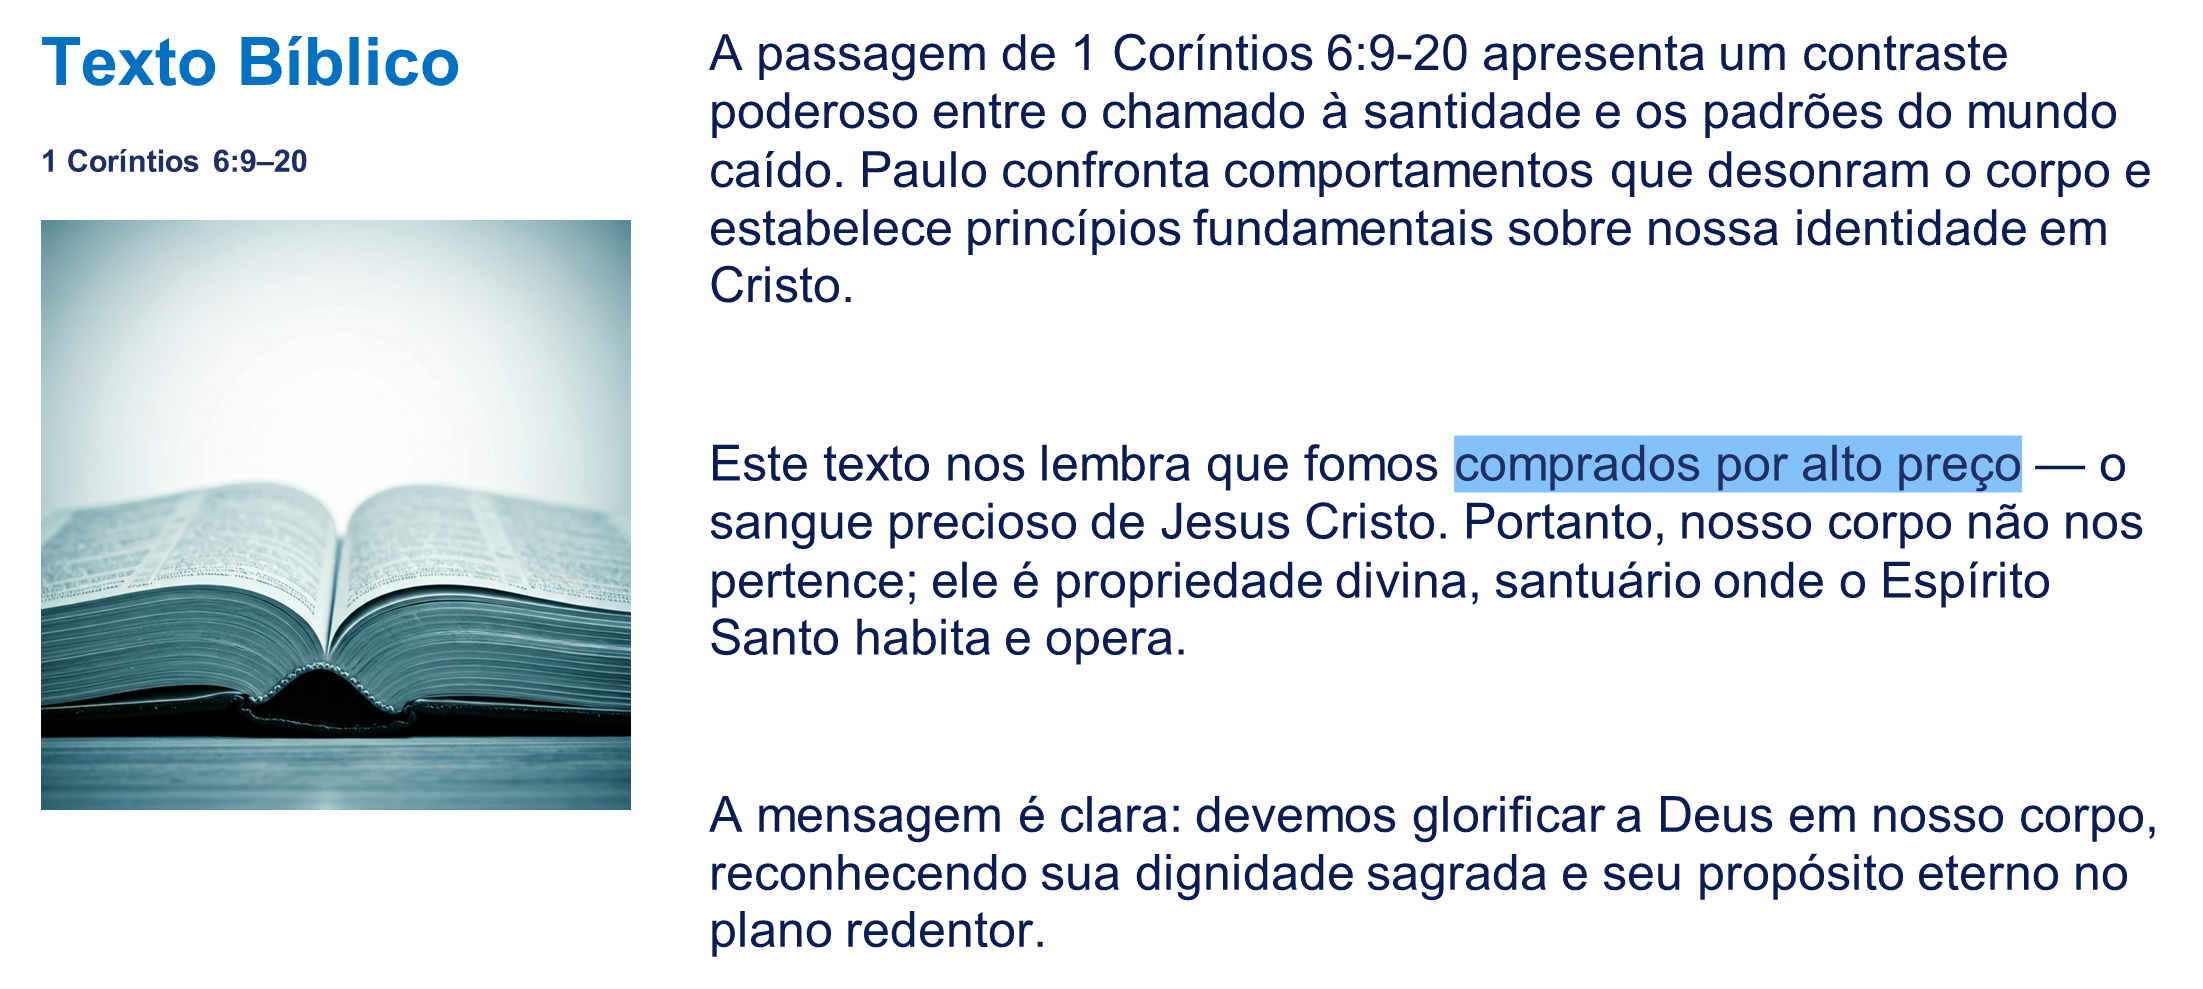 Texto Bíblico
1 Coríntios 6:9–20
A passagem de 1 Coríntios 6:9-20 apresenta um contraste
poderoso entre o chamado à santidade e os padrões do mundo
caído. Paulo confronta comportamentos que desonram o corpo e
estabelece princípios fundamentais sobre nossa identidade em
Cristo.
Este texto nos lembra que fomos comprados por alto preço — o
sangue precioso de Jesus Cristo. Portanto, nosso corpo não nos
pertence; ele é propriedade divina, santuário onde o Espírito
Santo habita e opera.
A mensagem é clara: devemos glorificar a Deus em nosso corpo,
reconhecendo sua dignidade sagrada e seu propósito eterno no
plano redentor.